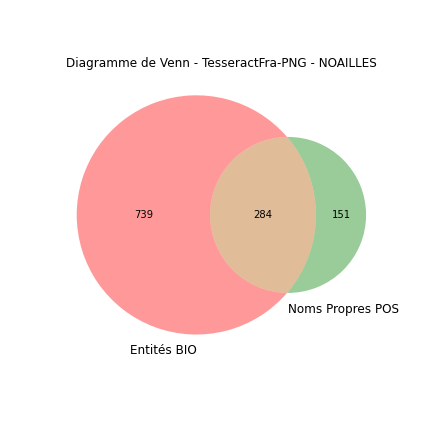 Diagramme de Venn - TesseractFra-PNG - NOAILLES
739
284
151
Noms Propres POS
Entités BIO